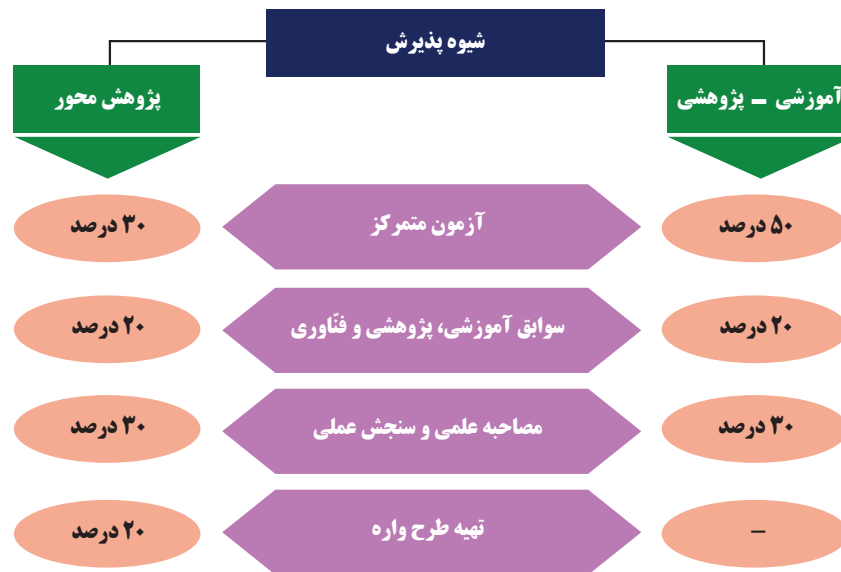 شیوه پذیرش
آموزشی - پژوهشی
پژوهش محور
۵۰ درصد
آزمون متمرکز
۳۰ درصد
۲۰ درصد
سوابق آموزشی، پژوهشی و فنّاوری
۲۰ درصد
۳۰ درصد
مصاحبه علمی و سنجش عملی
۳۰ درصد
-
تهیه طرح واره
۲۰ درصد